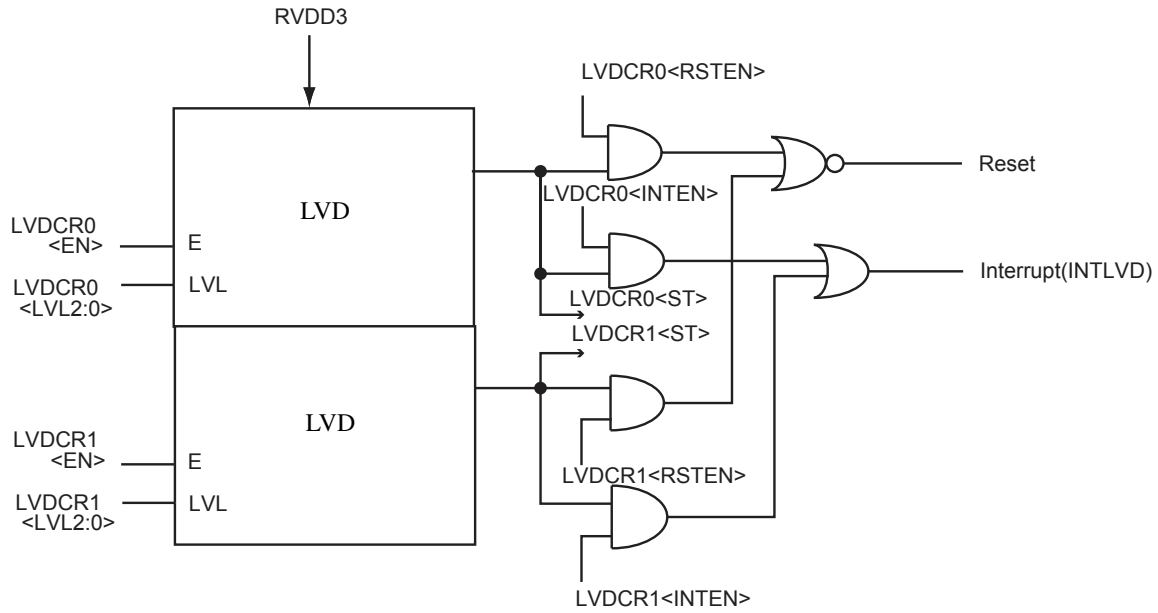 RVDD3
LVDCR0<RSTEN>
Reset
LVDCR0<INTEN>
LVD
LVDCR0
<EN>
E
Interrupt(INTLVD)
LVDCR0
<LVL2:0>
LVL
LVDCR0<ST>
LVDCR1<ST>
LVD
LVDCR1
<EN>
E
LVDCR1<RSTEN>
LVDCR1
<LVL2:0>
LVL
LVDCR1<INTEN>